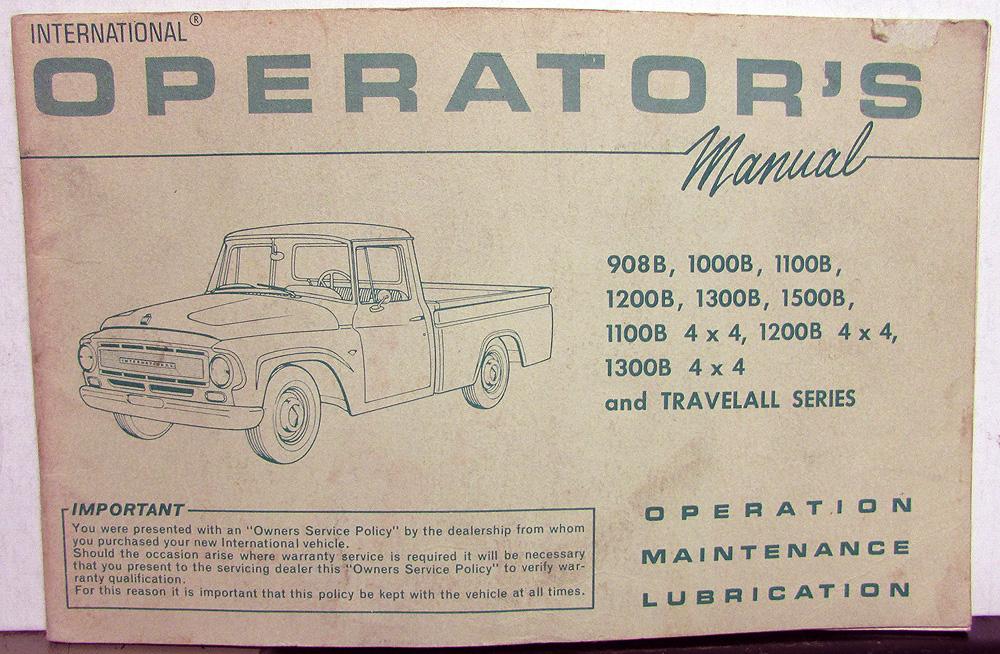 INTERNATIONAL®
OPERATOR'S
Manual
908B, 1000B, 1100B,
1200B, 1300B, 1500B,
1100B 4 x 4, 1200B 4 x 4,
1300B 4 x 4
and TRAVELALL SERIES
INTERNATIONAL
IMPORTANT
You were presented with an "Owners Service Policy" by the dealership from whom
you purchased your new International vehicle.
Should the occasion arise where warranty service is required it will be necessary
that you present to the servicing dealer this "Owners Service Policy" to verify war-
ranty qualification.
For this reason it is important that this policy be kept with the vehicle at all times.
OPERATION
MAINTENANCE
LUBRICATION